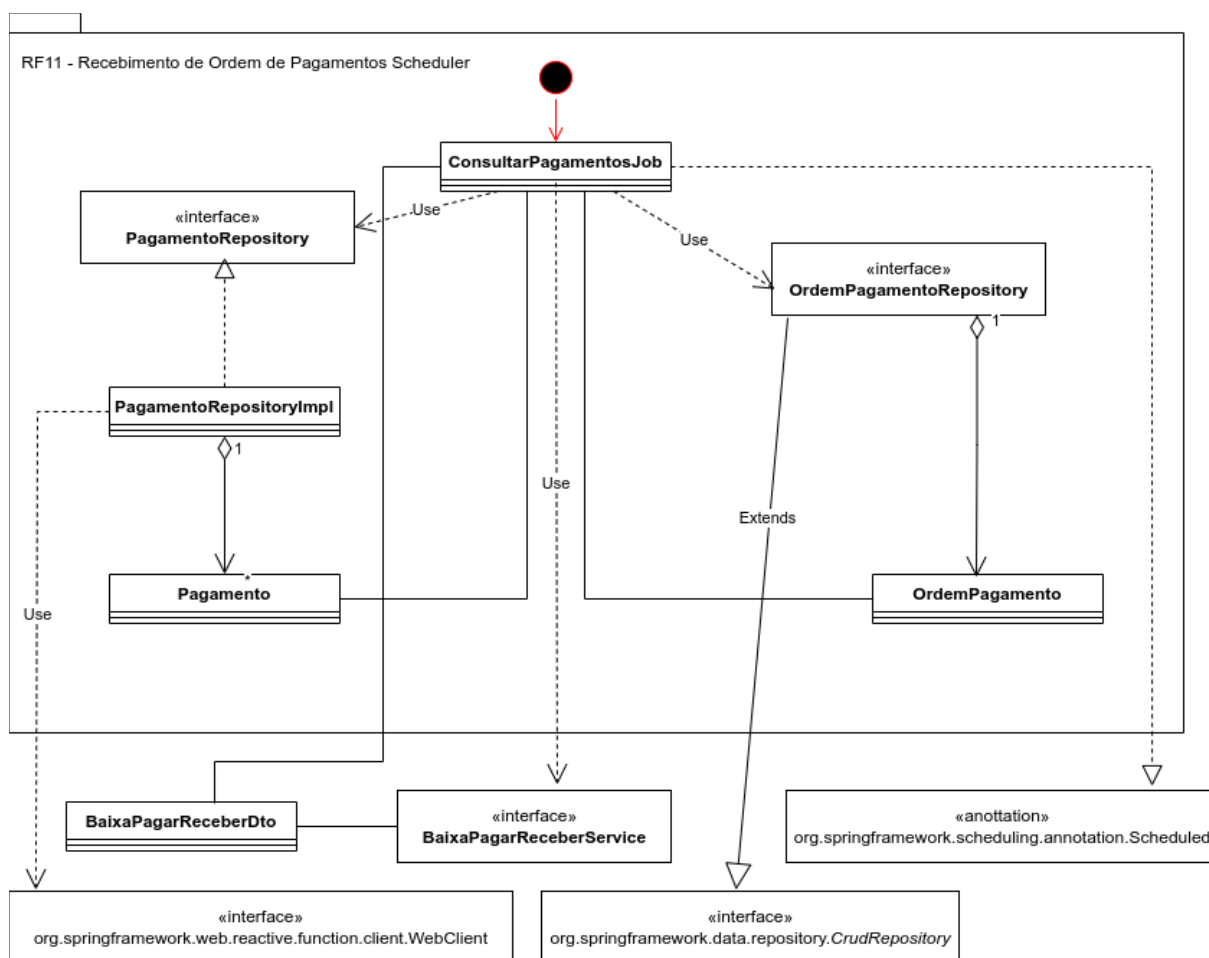 RF11 - Recebimento de Ordem de Pagamentos Scheduler
ConsultarPagamentosJob
«interface»
PagamentoRepository
Use
Use
«interface»
OrdemPagamentoRepository
1
PagamentoRepositoryImpl
1
Use
Extends
*
Pagamento
OrdemPagamento
Use
BaixaPagarReceberDto
«interface»
BaixaPagarReceberService
«anottation»
org.springframework.scheduling.annotation.Scheduled
«interface»
org.springframework.web.reactive.function.client.WebClient
«interface»
org.springframework.data.repository.CrudRepository